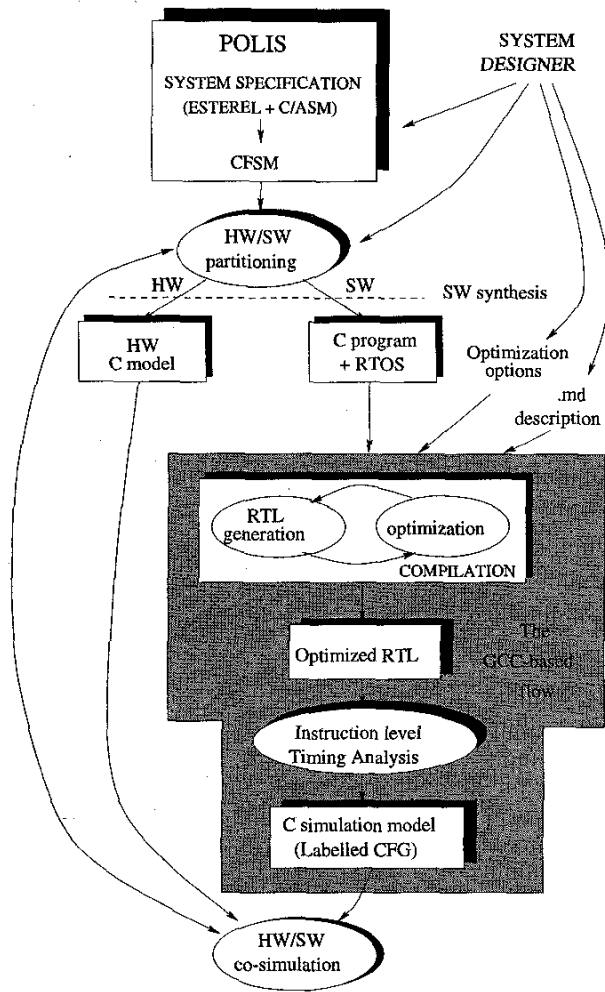 POLIS
SYSTEM SPECIFICATION
(ESTEREL + C/ASM)
CFSM
SYSTEM
DESIGNER
HW/SW
partitioning
HW
SW
SW synthesis
HW
C model
C program
+ RTOS
Optimization
options
.md
description
RTL
generation
optimization
COMPILATION
Optimized RTL
The
GCC-based
flow
Instruction level
Timing Analysis
C simulation model
(Labelled CFG)
HW/SW
co-simulation